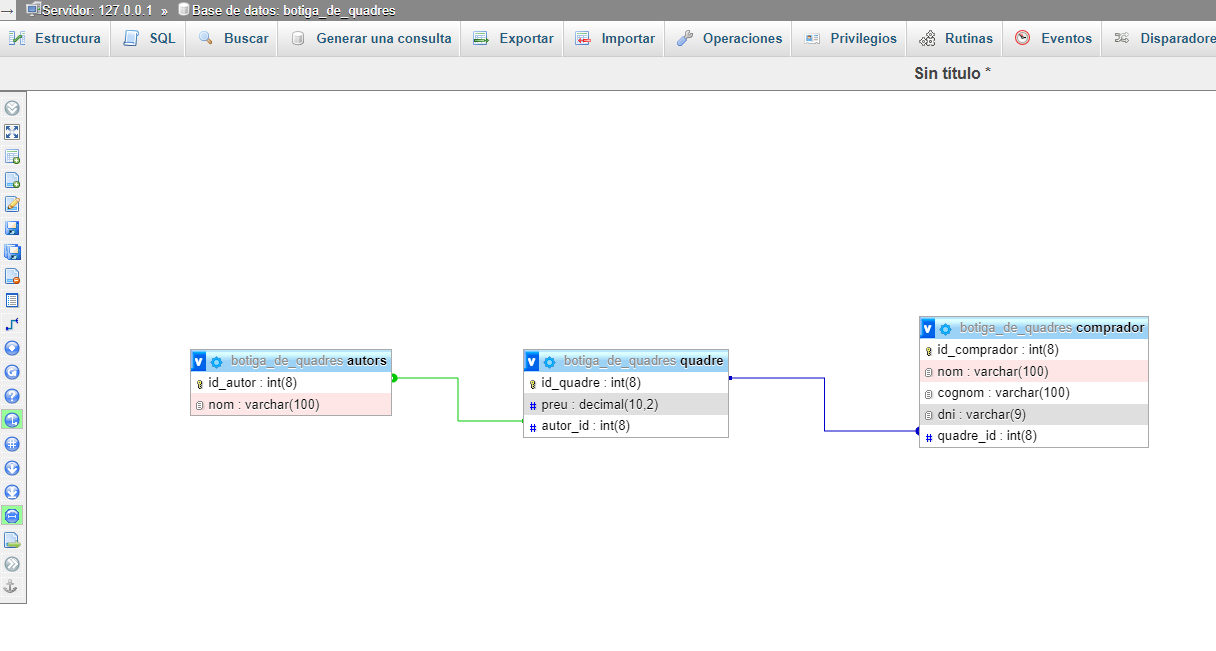 Servidor: 127.0.0.1 » Base de datos: botiga_de_quadres
Estructura SQL Buscar Generar una consulta Exportar Importar Operaciones Privilegios Rutinas Eventos Disparadore
Sin título *
botiga_de_quadres autors
id_autor : int(8)
nom : varchar(100)
botiga_de_quadres quadre
id_quadre : int(8)
preu : decimal(10,2)
autor_id : int(8)
botiga_de_quadres comprador
id_comprador : int(8)
nom : varchar(100)
cognom : varchar(100)
dni : varchar(9)
quadre_id : int(8)